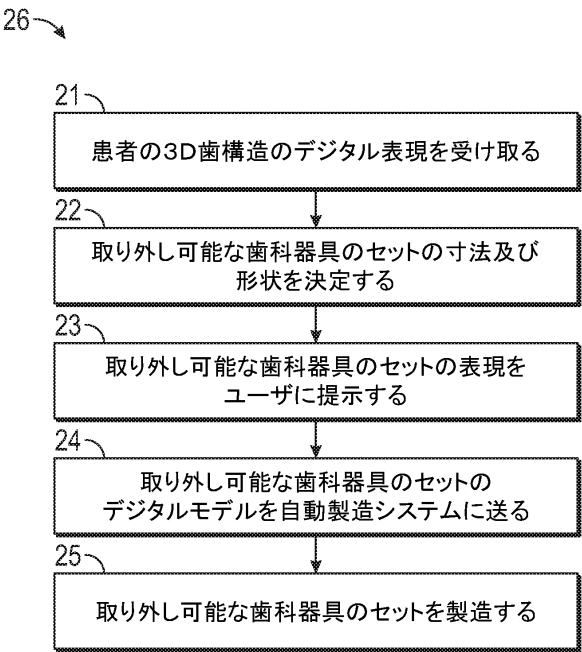 26
21
患者の3D歯構造のデジタル表現を受け取る
22
取り外し可能な歯科器具のセットの寸法及び
形状を決定する
23
取り外し可能な歯科器具のセットの表現を
ユーザに提示する
24
取り外し可能な歯科器具のセットの
デジタルモデルを自動製造システムに送る
25
取り外し可能な歯科器具のセットを製造する